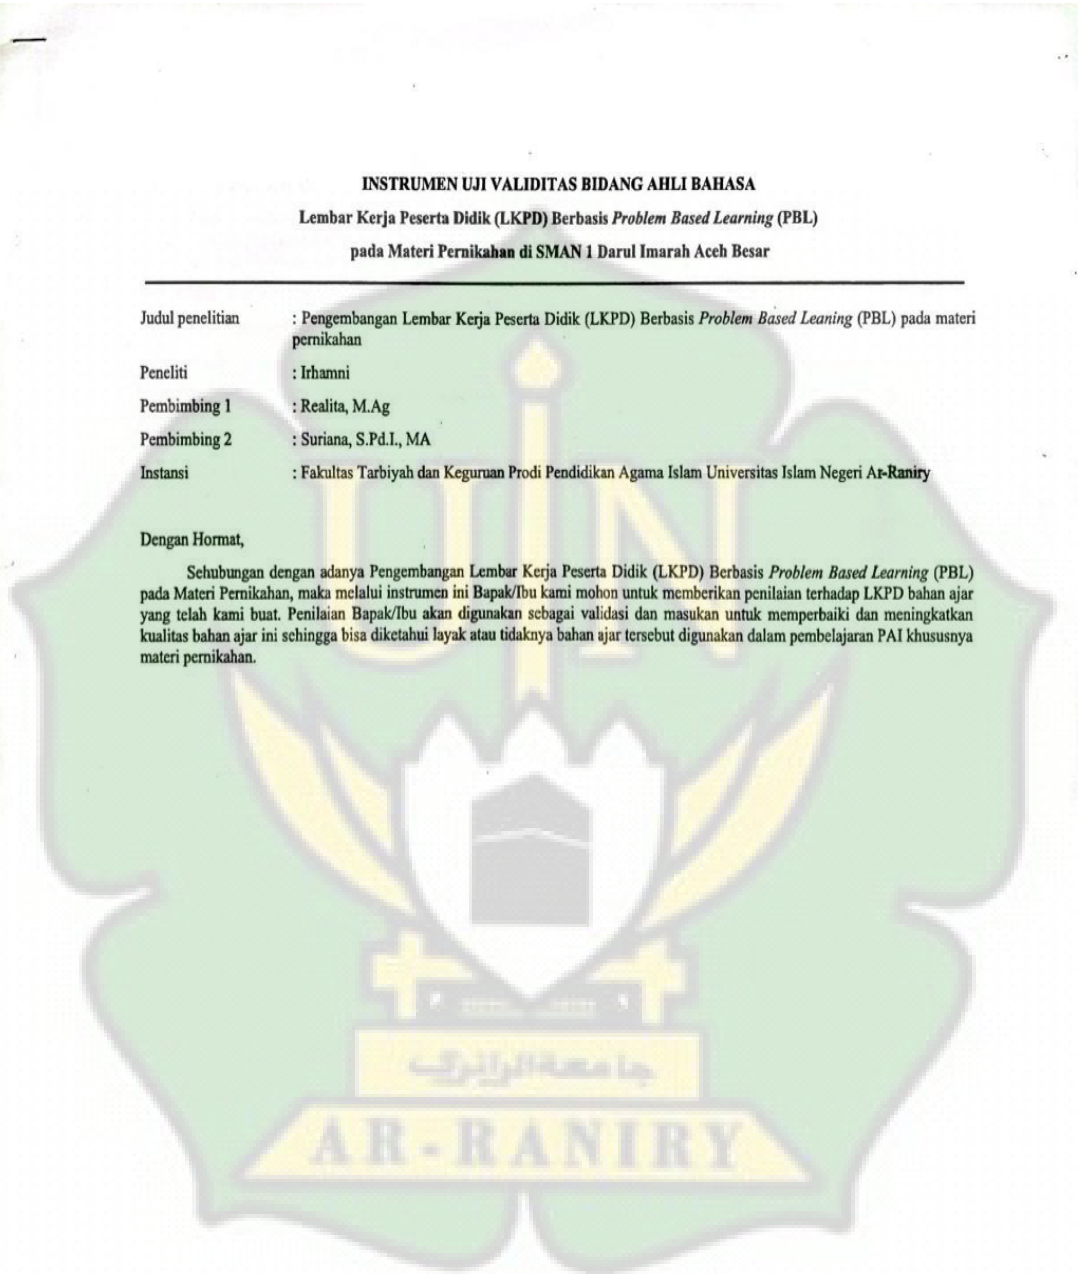 INSTRUMEN UJI VALIDITAS BIDANG AHLI BAHASA
Lembar Kerja Peserta Didik (LKPD) Berbasis Problem Based Learning (PBL)
pada Materi Pernikahan di SMAN 1 Darul Imarah Aceh Besar
Judul penelitian : Pengembangan Lembar Kerja Peserta Didik (LKPD) Berbasis Problem Based Leaning (PBL) pada materi
pernikahan
Peneliti : Irhamni
Pembimbing 1 : Realita, M.Ag
Pembimbing 2 : Suriana, S.Pd.I., MA
Instansi : Fakultas Tarbiyah dan Keguruan Prodi Pendidikan Agama Islam Universitas Islam Negeri Ar-Raniry
Dengan Hormat,
Sehubungan dengan adanya Pengembangan Lembar Kerja Peserta Didik (LKPD) Berbasis Problem Based Learning (PBL)
pada Materi Pernikahan, maka melalui instrumen ini Bapak/Ibu kami mohon untuk memberikan penilaian terhadap LKPD bahan ajar
yang telah kami buat. Penilaian Bapak/Ibu akan digunakan sebagai validasi dan masukan untuk memperbaiki dan meningkatkan
kualitas bahan ajar ini sehingga bisa diketahui layak atau tidaknya bahan ajar tersebut digunakan dalam pembelajaran PAI khususnya
materi pernikahan.
UIN
جامعة الرانري
AR-RANIRY